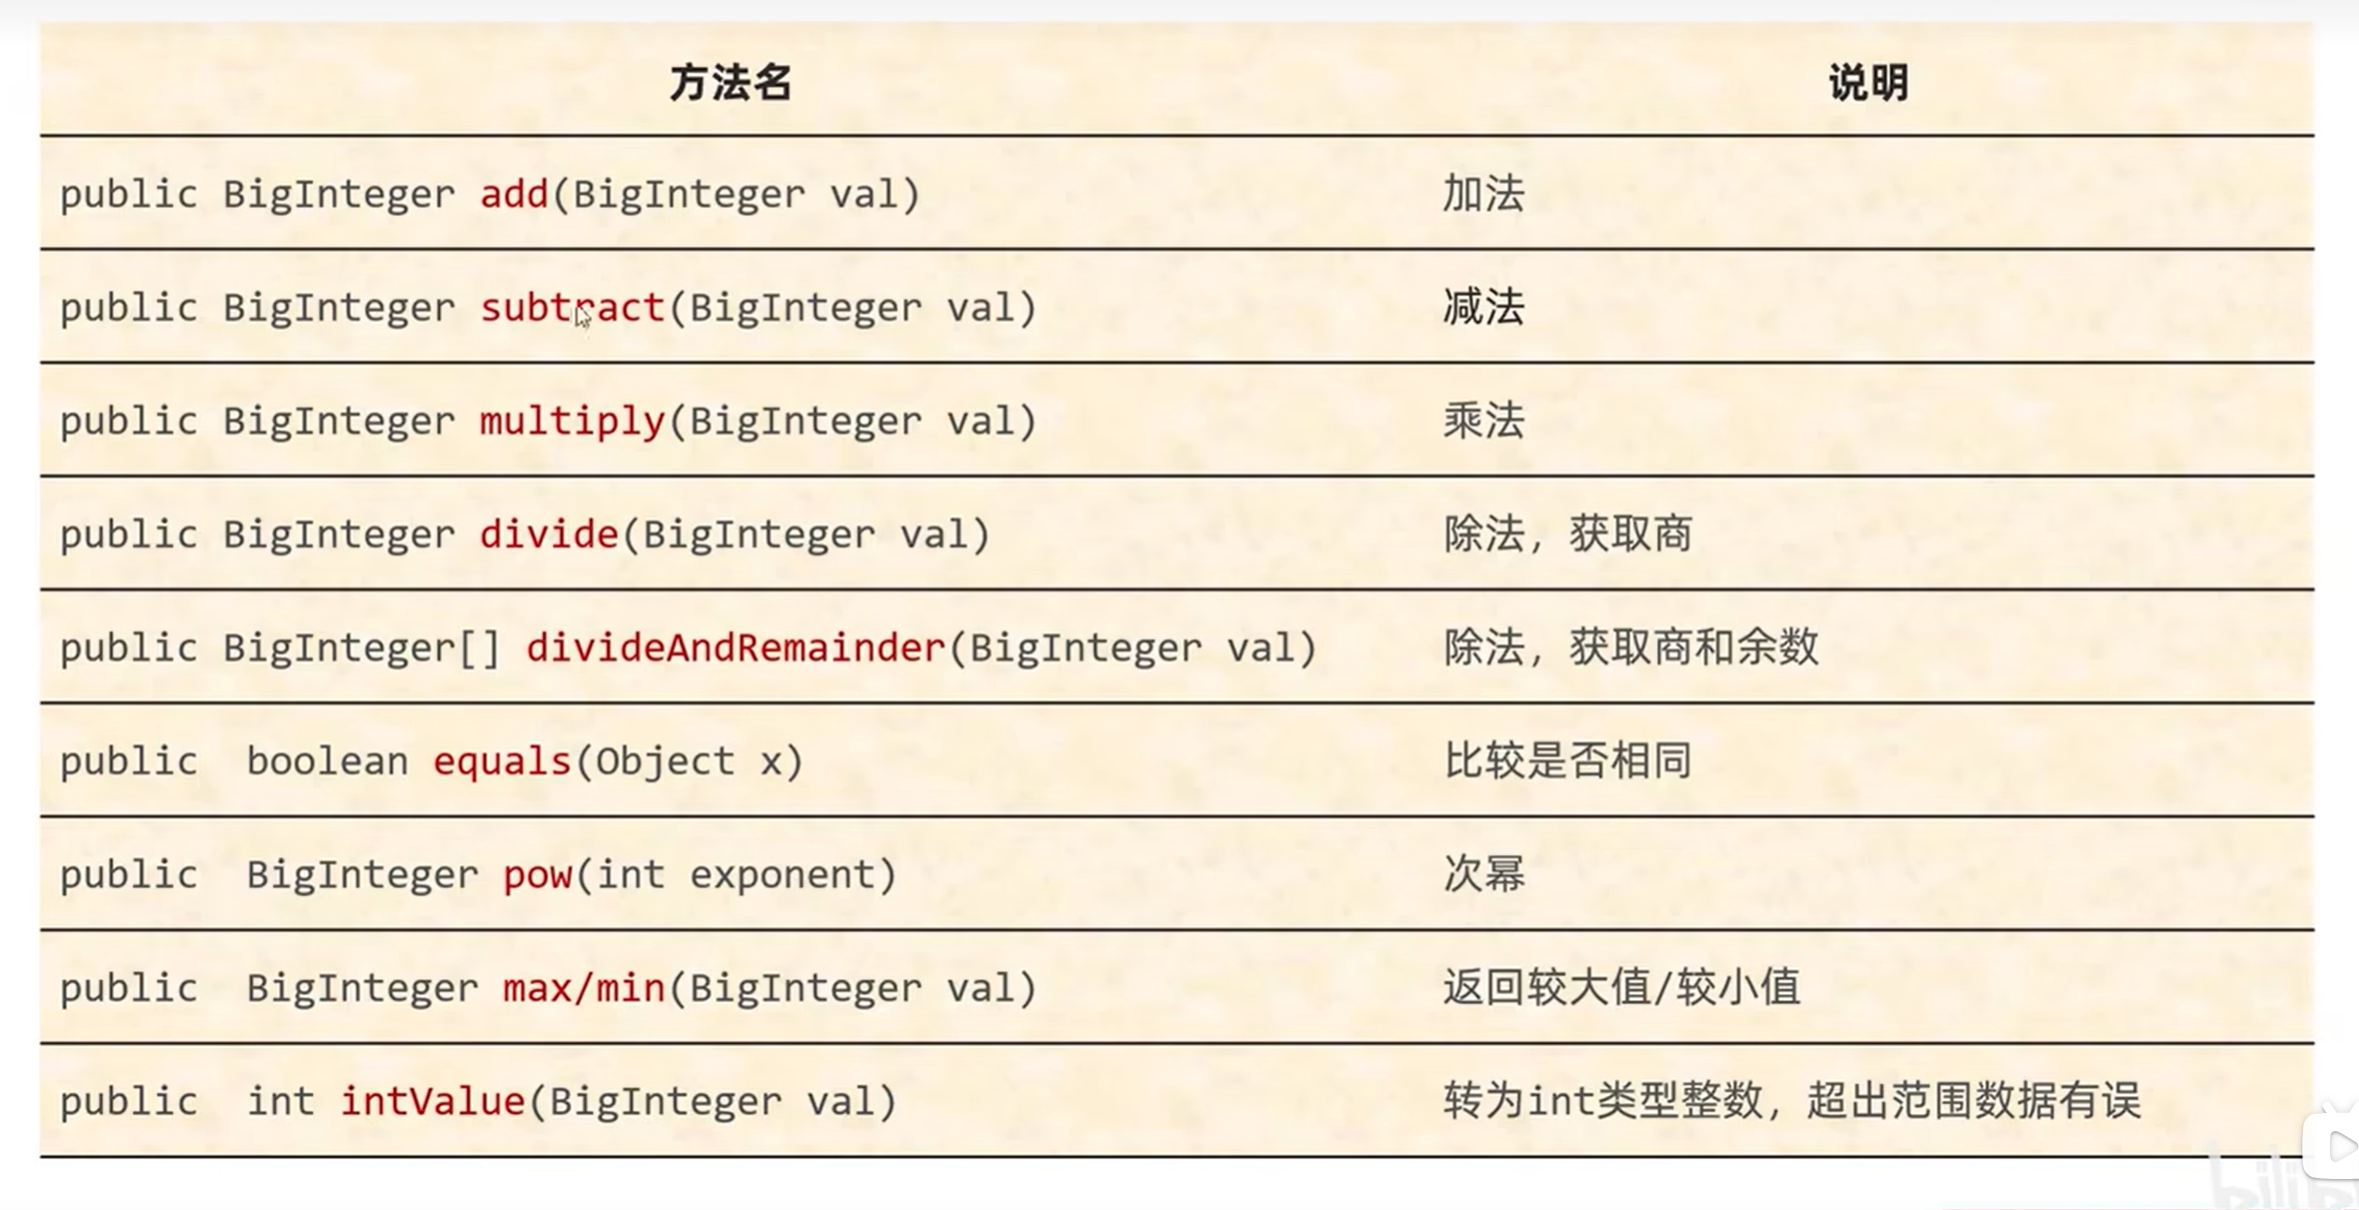 方法名 说明
public BigInteger add(BigInteger val) 加法
public BigInteger subtract(BigInteger val) 减法
public BigInteger multiply(BigInteger val) 乘法
public BigInteger divide(BigInteger val) 除法，获取商
public BigInteger[] divideAndRemainder(BigInteger val) 除法，获取商和余数
public  boolean equals(Object x) 比较是否相同
public  BigInteger pow(int exponent) 次幂
public  BigInteger max/min(BigInteger val) 返回较大值/较小值
public  int intValue(BigInteger val) 转为int类型整数，超出范围数据有误